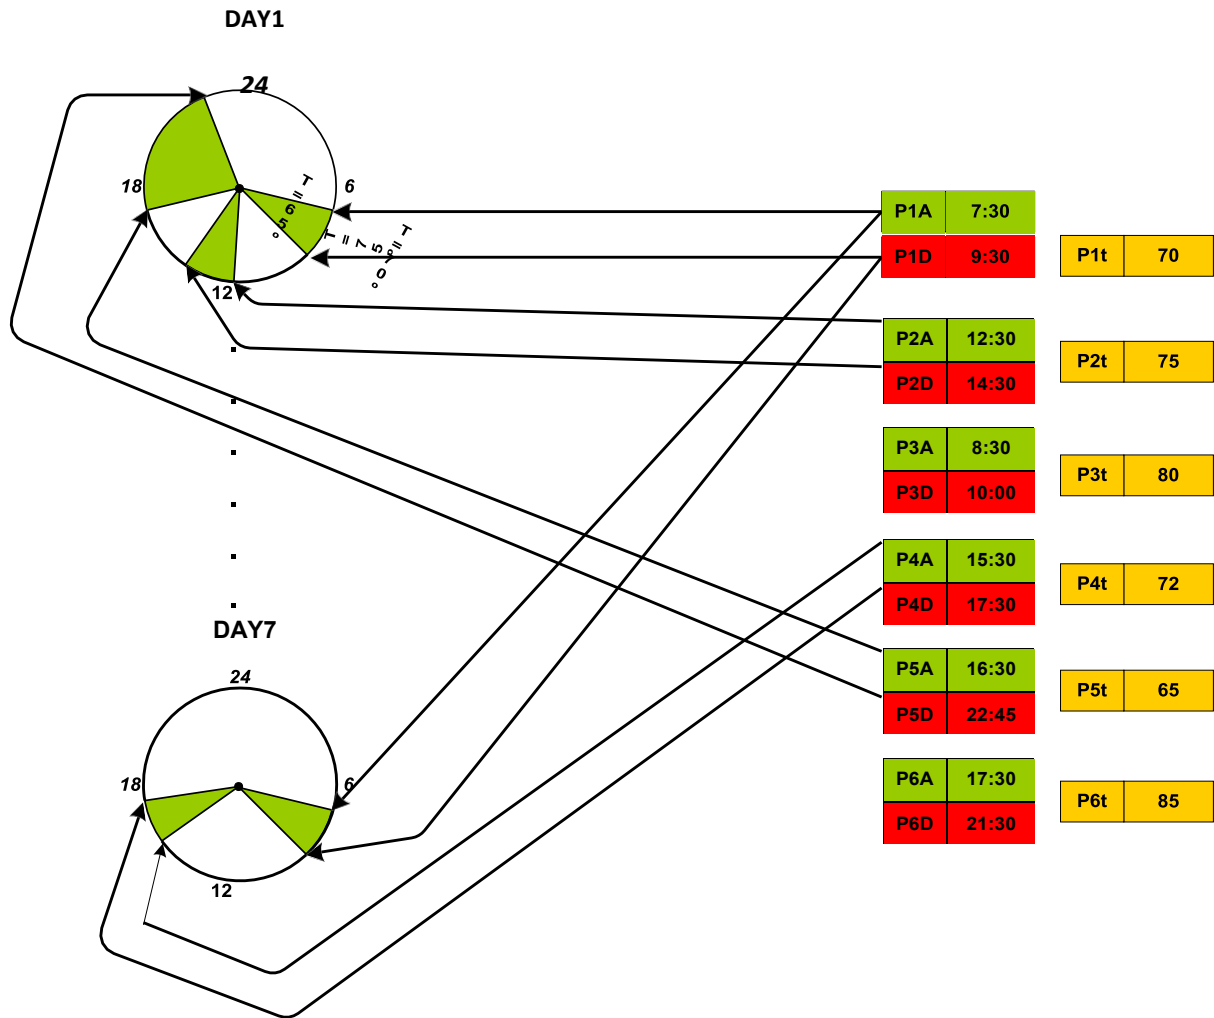 DAY1
24
18
6
12
T=65°
T=75°
T=70°
P1A 7:30
P1D 9:30
P1t 70
P2A 12:30
P2D 14:30
P2t 75
P3A 8:30
P3D 10:00
P3t 80
P4A 15:30
P4D 17:30
P4t 72
P5A 16:30
P5D 22:45
P5t 65
P6A 17:30
P6D 21:30
P6t 85
DAY7
24
18
6
12